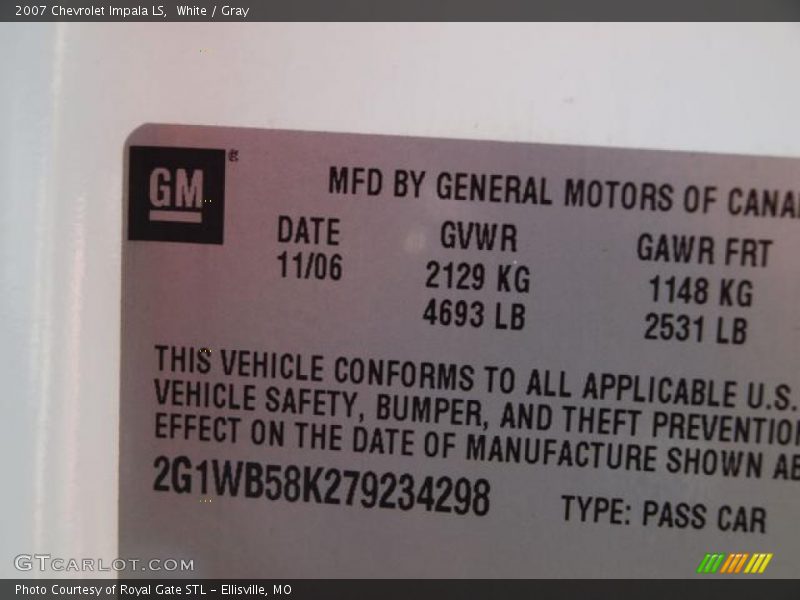 2007 Chevrolet Impala LS, White / Gray
GM
MFD BY GENERAL MOTORS OF
DATE GVWR GAWR FRT
11/06 2129 KG 1148 KG
4693 LB 2531 LB
THIS VEHICLE CONFORMS TO ALL APPLICABLE U.S.
VEHICLE SAFETY, BUMPER, AND THEFT
EFFECT ON THE DATE OF MANUFACTURE SHOWN
2G1WB58K279234298 TYPE: PASS CAR
GTCARLOT.COM
Photo Courtesy of Royal Gate STL - Ellisville, MO